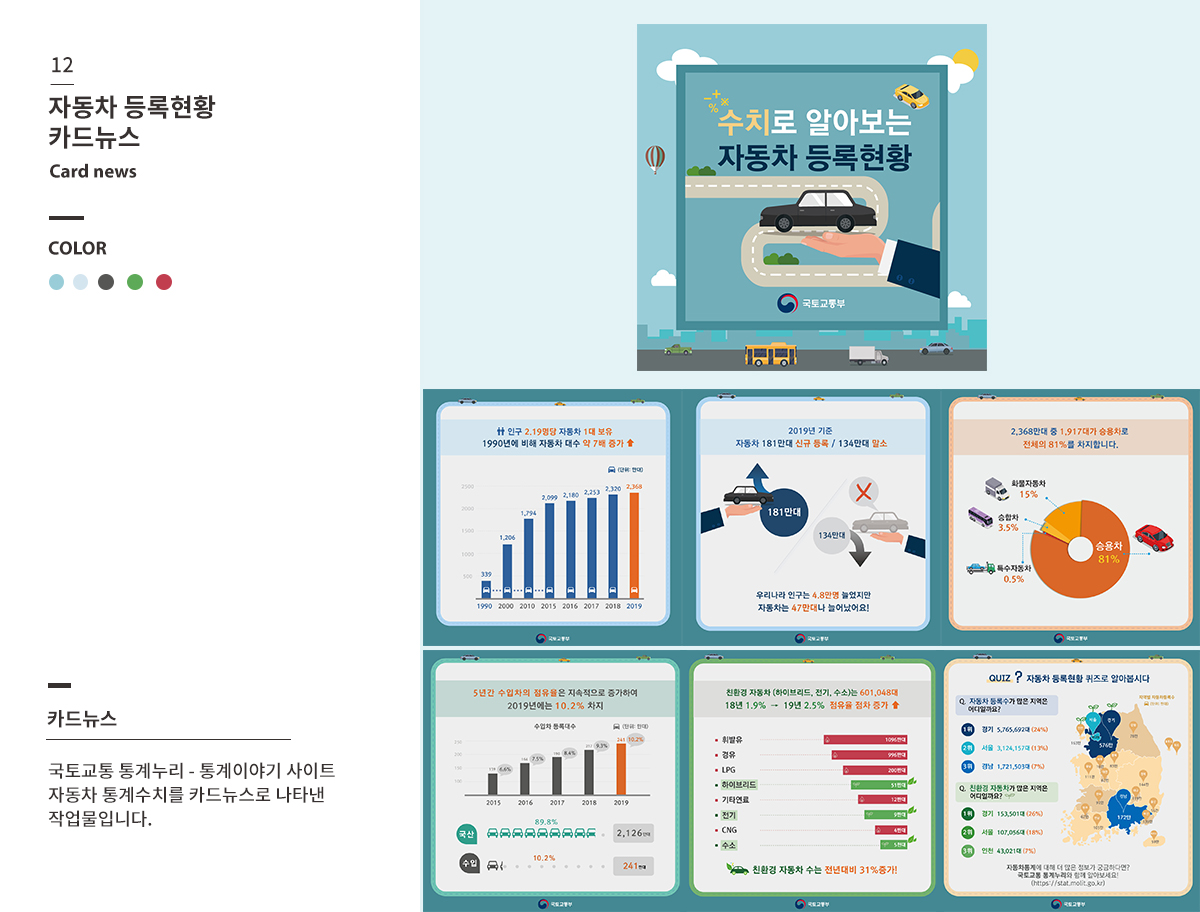 12
자동차 등록현황
카드뉴스
Card news
COLOR
카드뉴스
국토교통 통계누리 - 통계이야기 사이트
자동차 통계수치를 카드뉴스로 나타낸
작업물입니다.
수치로 알아보는
자동차 등록현황
국토교통부
인구 2.19명당 자동차 1대 보유
1990년에 비해 자동차 대수 약 7배 증가
(단위: 만대)
2500
2000
1500
1000
500
339
1,206
1,794
2,099
2,180
2,253
2,320
2,368
1990 2000 2010 2015 2016 2017 2018 2019
국토교통부
2019년 기준
자동차 181만대 신규 등록 / 134만대 말소
181만대
134만대
우리나라 인구는 4.8만명 늘었지만
자동차는 47만대나 늘어났어요!
국토교통부
2,368만대 중 1,917대가 승용차로
전체의 81%를 차지합니다.
화물자동차
15%
승합차
3.5%
특수자동차
0.5%
승용차
81%
국토교통부
5년간 수입차의 점유율은 지속적으로 증가하여
2019년에는 10.2% 차지
수입차 등록대수
(단위: 만대)
4.6%
7.5%
8.4%
9.3%
241
10.2%
2015 2016 2017 2018 2019
국산
89.8%
2,126만대
수입
10.2%
241만대
국토교통부
친환경 자동차 (하이브리드, 전기, 수소)는 601,048대
18년 1.9% → 19년 2.5% 점유율 점차 증가
휘발유
1096만대
경유
996만대
LPG
200만대
하이브리드
51만대
기타연료
12만대
전기
9만대
CNG
4만대
수소
5천대
친환경 자동차 수는 전년대비 31%증가!
국토교통부
QUIZ ? 자동차 등록현황 퀴즈로 알아봅시다
Q. 자동차 등록수가 많은 지역은
어디일까요?
1위 경기 5,765,692대 (24%)
2위 서울 3,124,157대 (13%)
3위 경남 1,721,503대 (7%)
Q. 친환경 자동차가 많은 지역은
어디일까요?
1위 경기 153,501대 (26%)
2위 서울 107,056대 (18%)
3위 인천 43,021대 (7%)
서울
경기
576만
경남
172만
자동차통계에 대해 더 많은 정보가 궁금하다면?
국토교통 통계누리와 함께 알아보세요!
(https://stat.molit.go.kr)
국토교통부